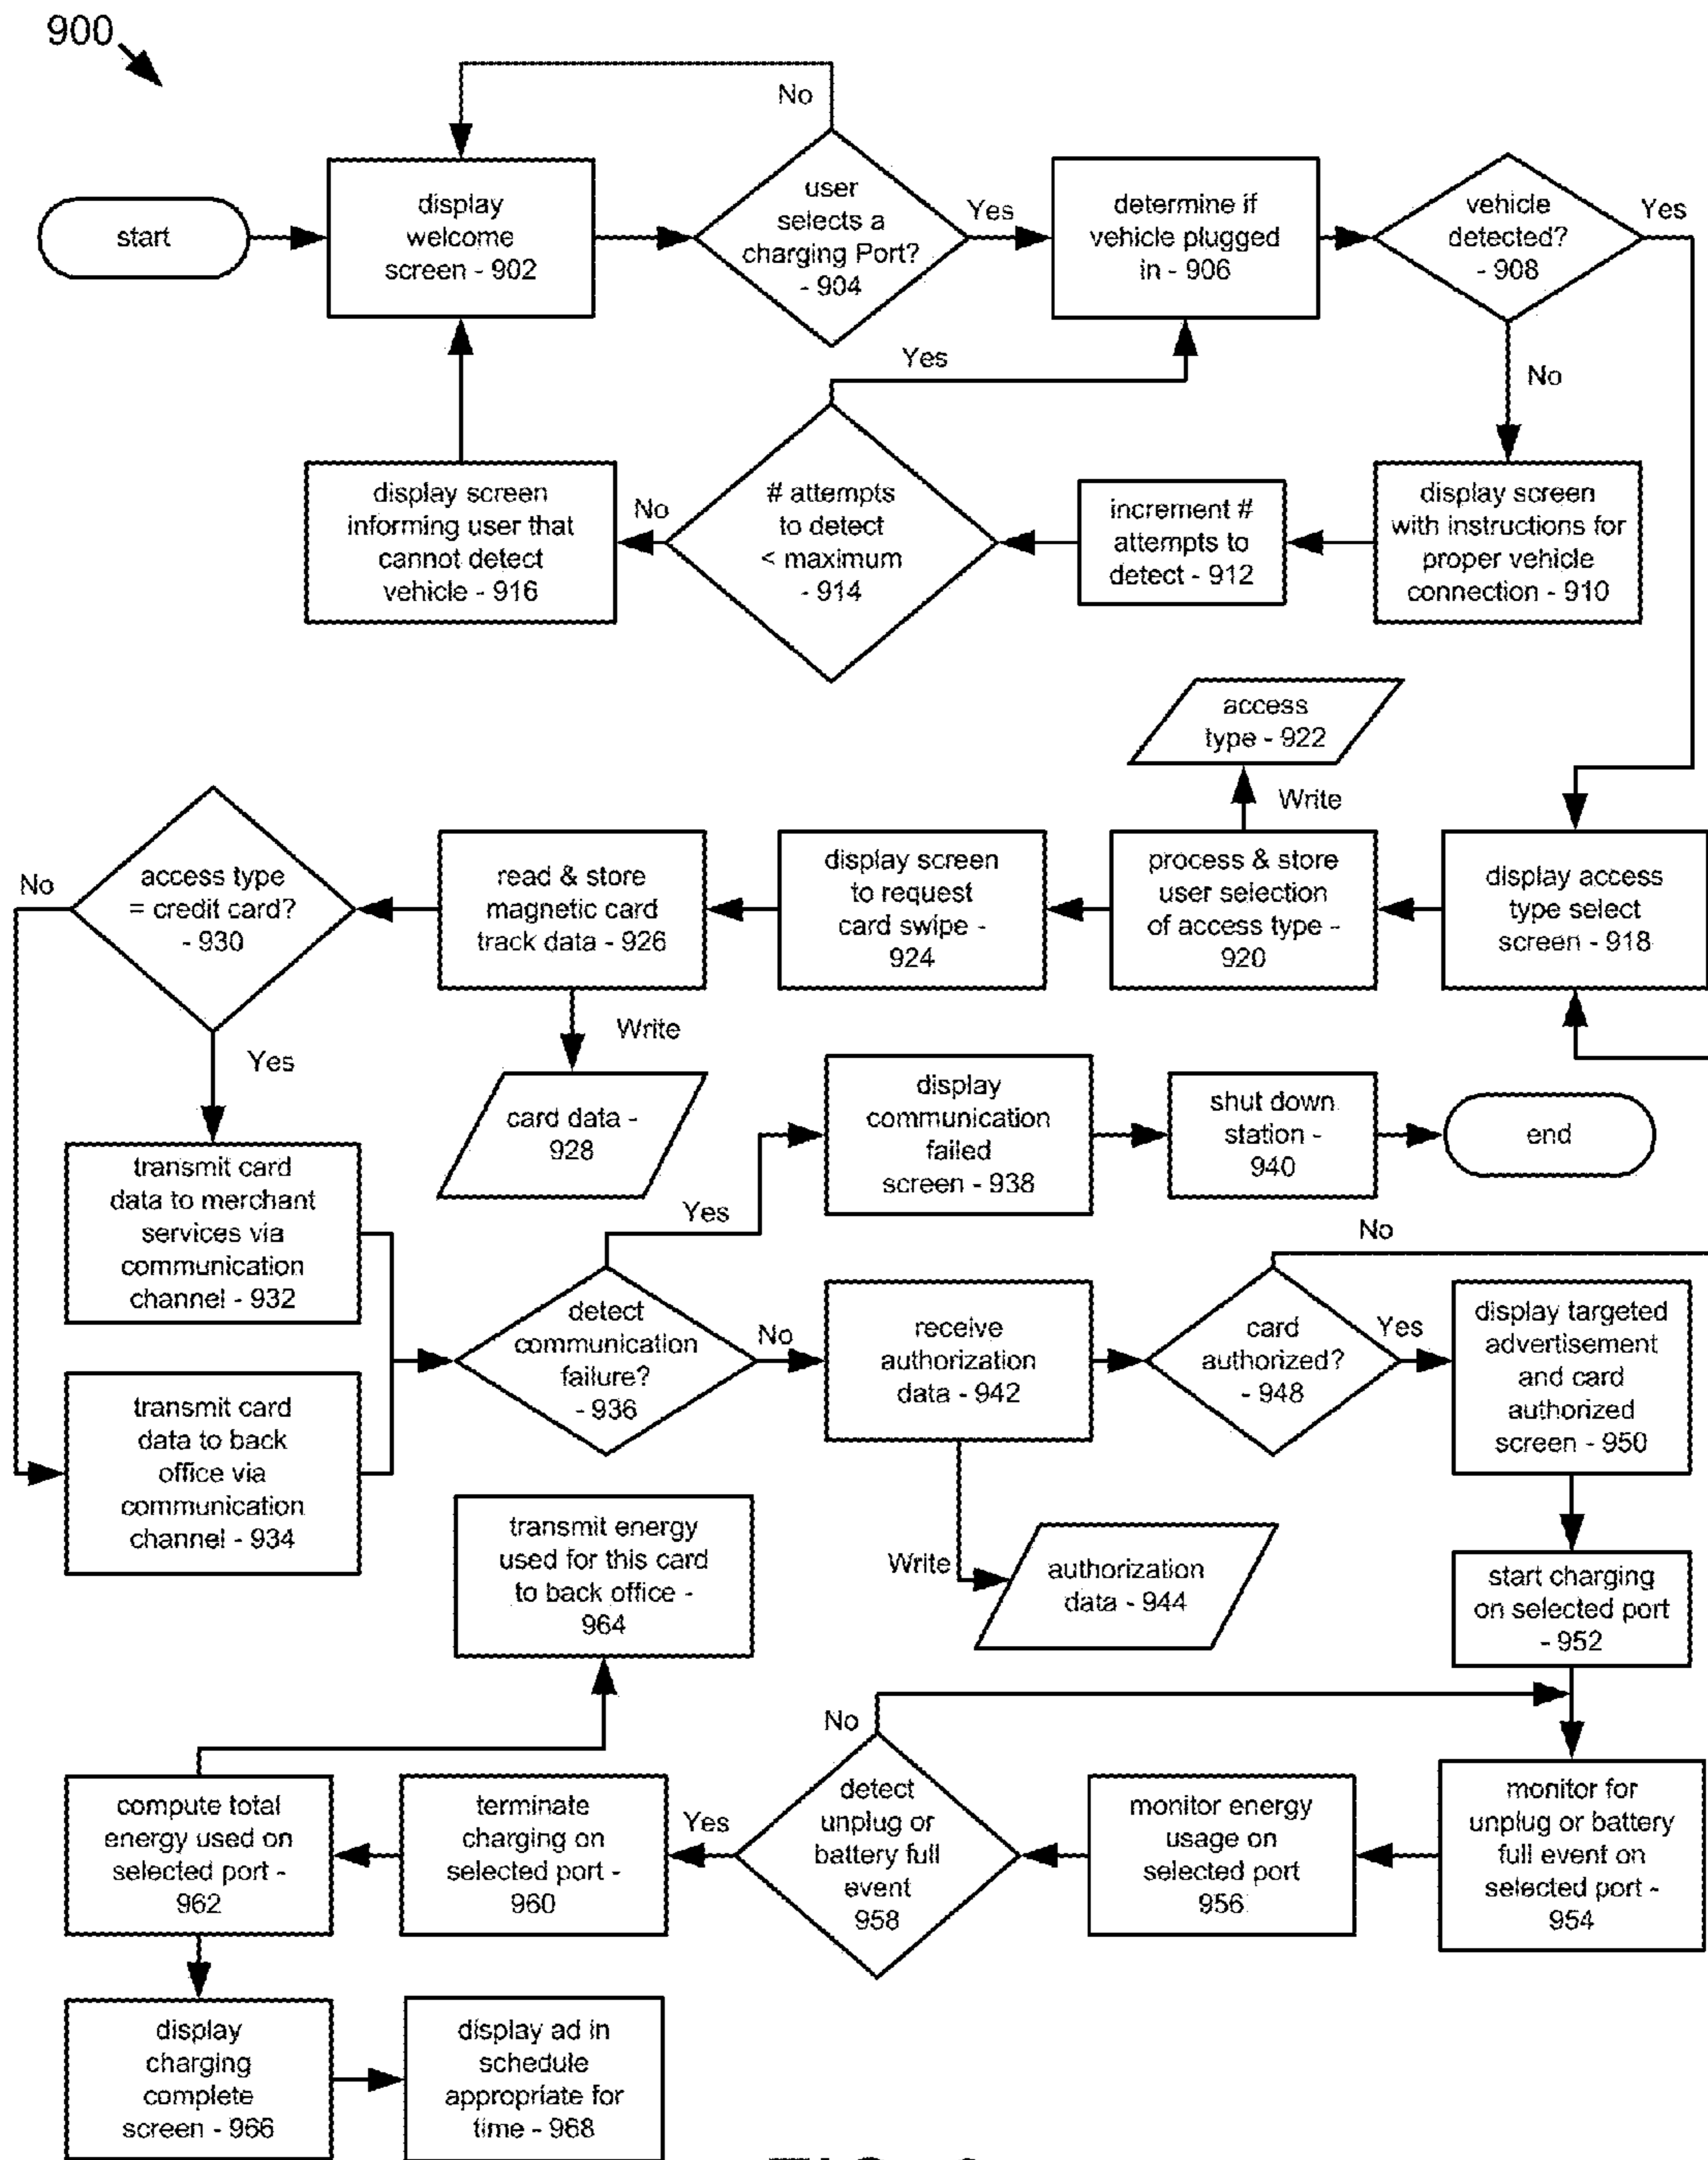 900
No
start
display
welcome
screen - 902
user
selects a
charging Port?
- 904
Yes
determine if
vehicle plugged
in - 906
vehicle
detected?
- 908
Yes
Yes
No
display screen
informing user that
cannot detect
vehicle - 916
No
# attempts
to detect
< maximum
- 914
increment #
attempts to
detect - 912
display screen
with instructions for
proper vehicle
connection - 910
access
type - 922
Write
No
access type
= credit card?
- 930
read & store
magnetic card
track data - 926
display screen
to request
card swipe -
924
process & store
user selection
of access type -
920
display access
type select
screen - 918
Yes
Write
card data -
928
display
communication
failed
screen - 938
shut down
station -
940
end
transmit card
data to merchant
services via
communication
channel - 932
Yes
No
detect
communication
failure?
- 936
No
receive
authorization
data - 942
card
authorized?
- 948
Yes
display targeted
advertisement
and card
authorized
screen - 950
transmit card
data to back
office via
communication
channel - 934
transmit energy
used for this card
to back office -
964
Write
authorization
data - 944
start charging
on selected port
- 952
No
compute total
energy used on
selected port -
962
terminate
charging on
selected port -
960
Yes
detect
unplug or
battery full
event
958
monitor energy
usage on
selected port
956
monitor for
unplug or battery
full event on
selected port -
954
display
charging
complete
screen - 966
display ad in
schedule
appropriate for
time - 968